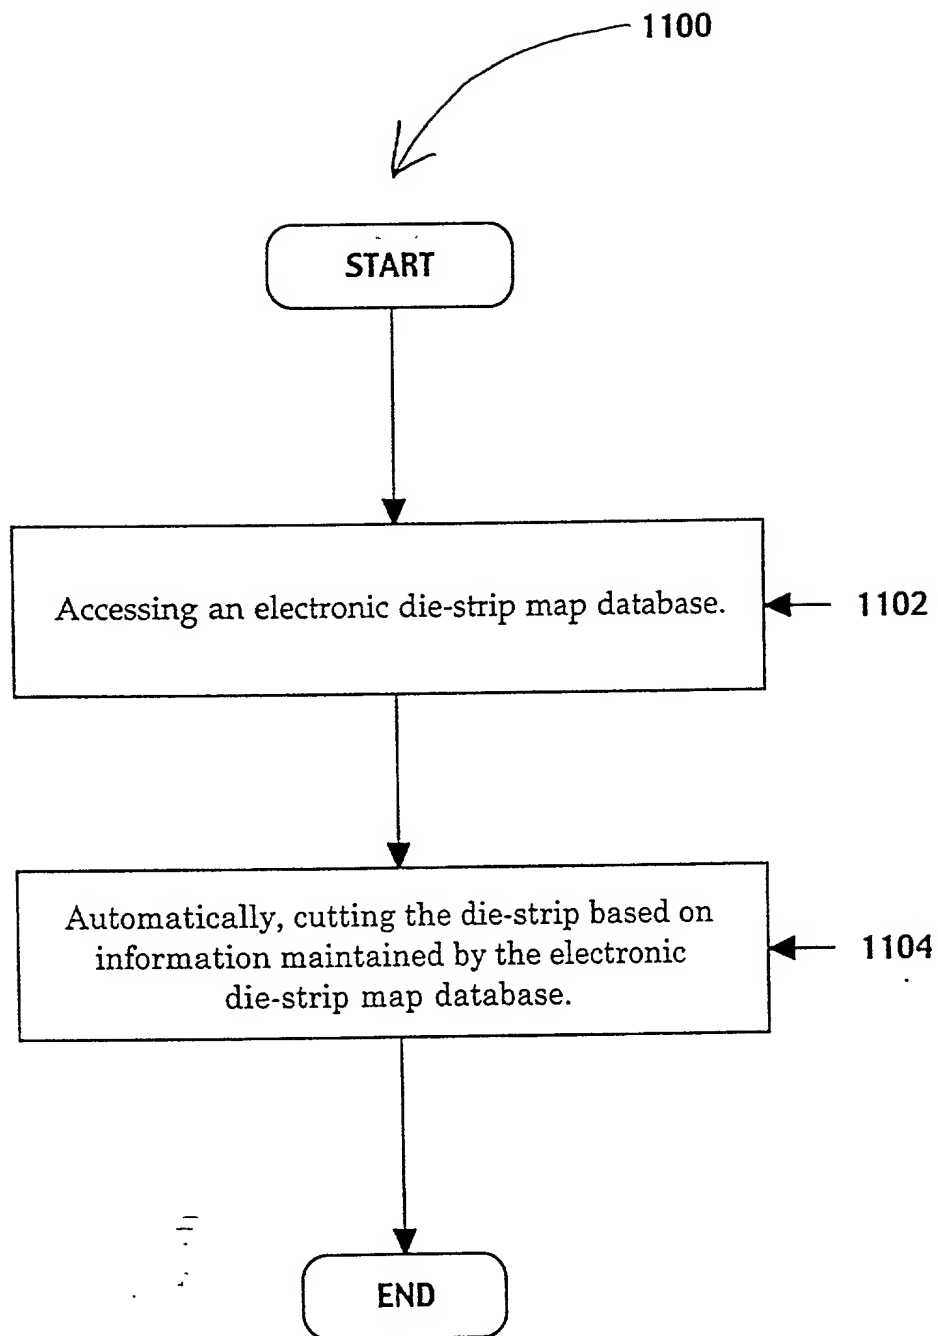 1100
START
Accessing an electronic die-strip map database.
1102
Automatically, cutting the die-strip based on
information maintained by the electronic
die-strip map database.
1104
END